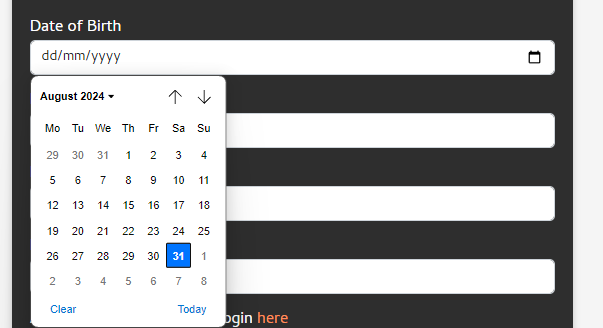 Date of Birth
dd/mm/yyyy
August 2024
Mo Tu We Th Fr Sa Su
29 30 31 1 2 3 4
5 6 7 8 9 10 11
12 13 14 15 16 17 18
19 20 21 22 23 24 25
26 27 28 29 30 31 1
2 3 4 5 6 7 8
Clear Today
here